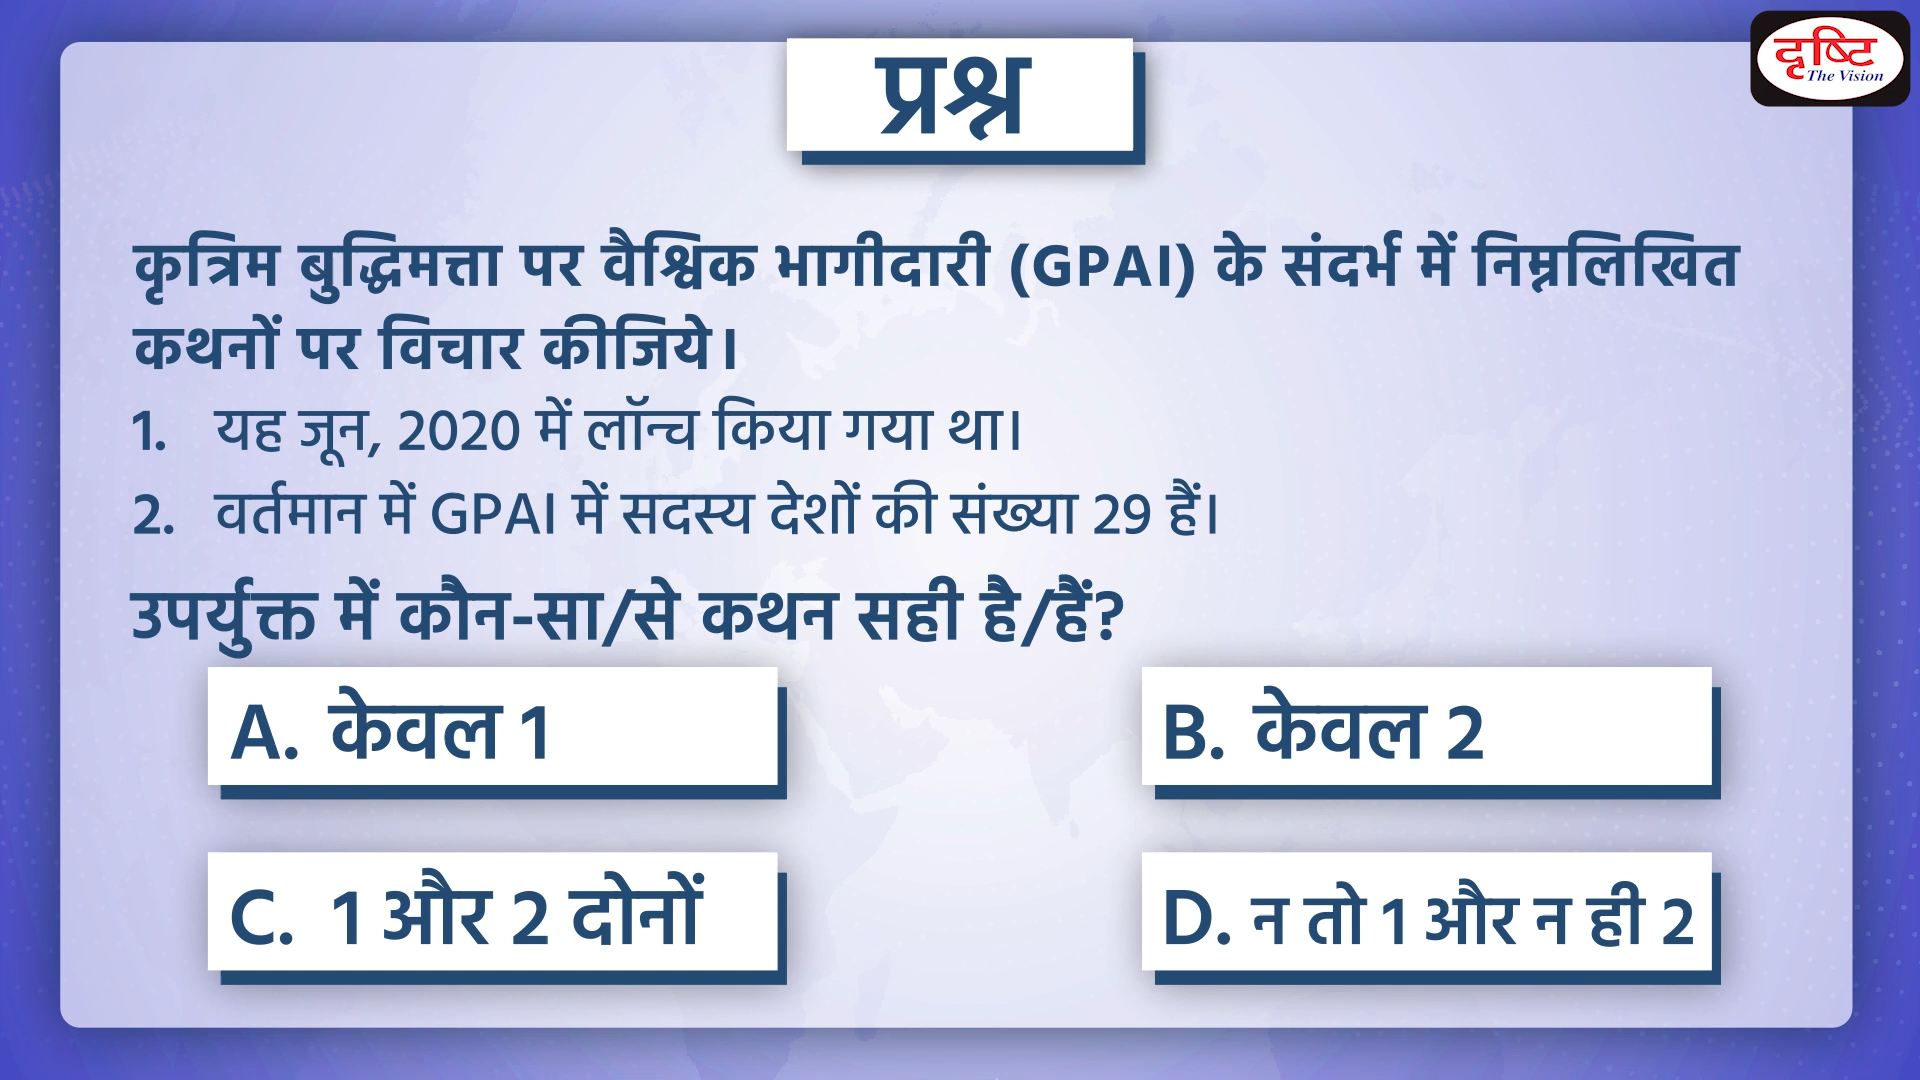 प्रश्न
दृष्टि
The Vision
कृत्रिम बुद्धिमत्ता पर वैश्विक भागीदारी (GPAI) के संदर्भ में निम्नलिखित
कथनों पर विचार कीजिये।
1. यह जून, 2020 में लॉन्च किया गया था।
2. वर्तमान में GPAI में सदस्य देशों की संख्या 29 हैं।
उपर्युक्त में कौन-सा/से कथन सही है/हैं?
A. केवल 1
B. केवल 2
C. 1 और 2 दोनों
D. न तो 1 और न ही 2